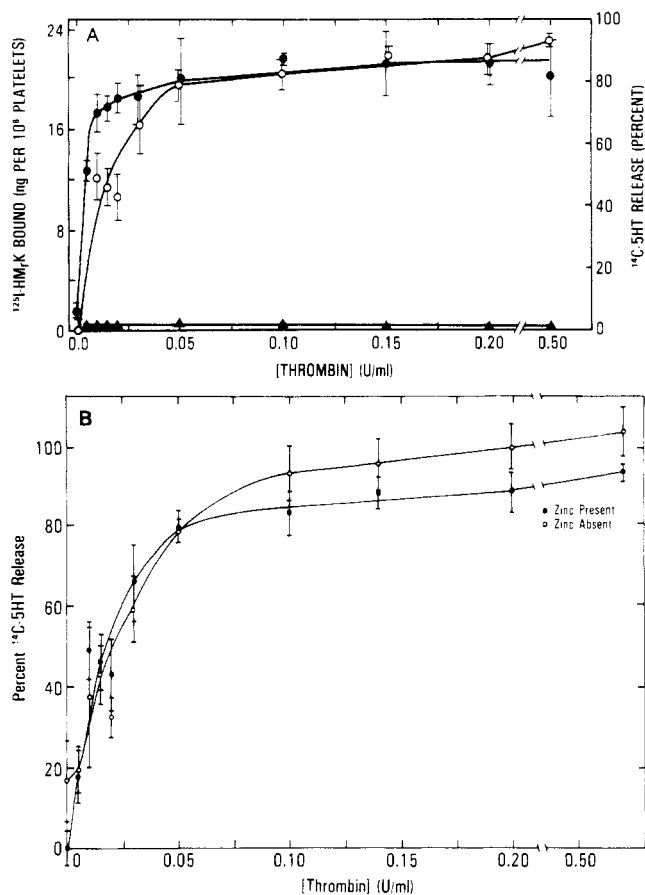 A
24
16
8
0
¹²⁵I-HMᵣK BOUND (ng PER 10⁸ PLATELETS)
100
80
60
40
20
0
¹⁴C-5HT RELEASE (PERCENT)
0.0 0.05 0.10 0.15 0.20 0.50
[THROMBIN] (U/ml)
B
100
80
60
40
20
0
Percent ¹⁴C-5HT Release
● Zinc Present
○ Zinc Absent
0 0.05 0.10 0.20 0.50
[Thrombin] (U/ml)